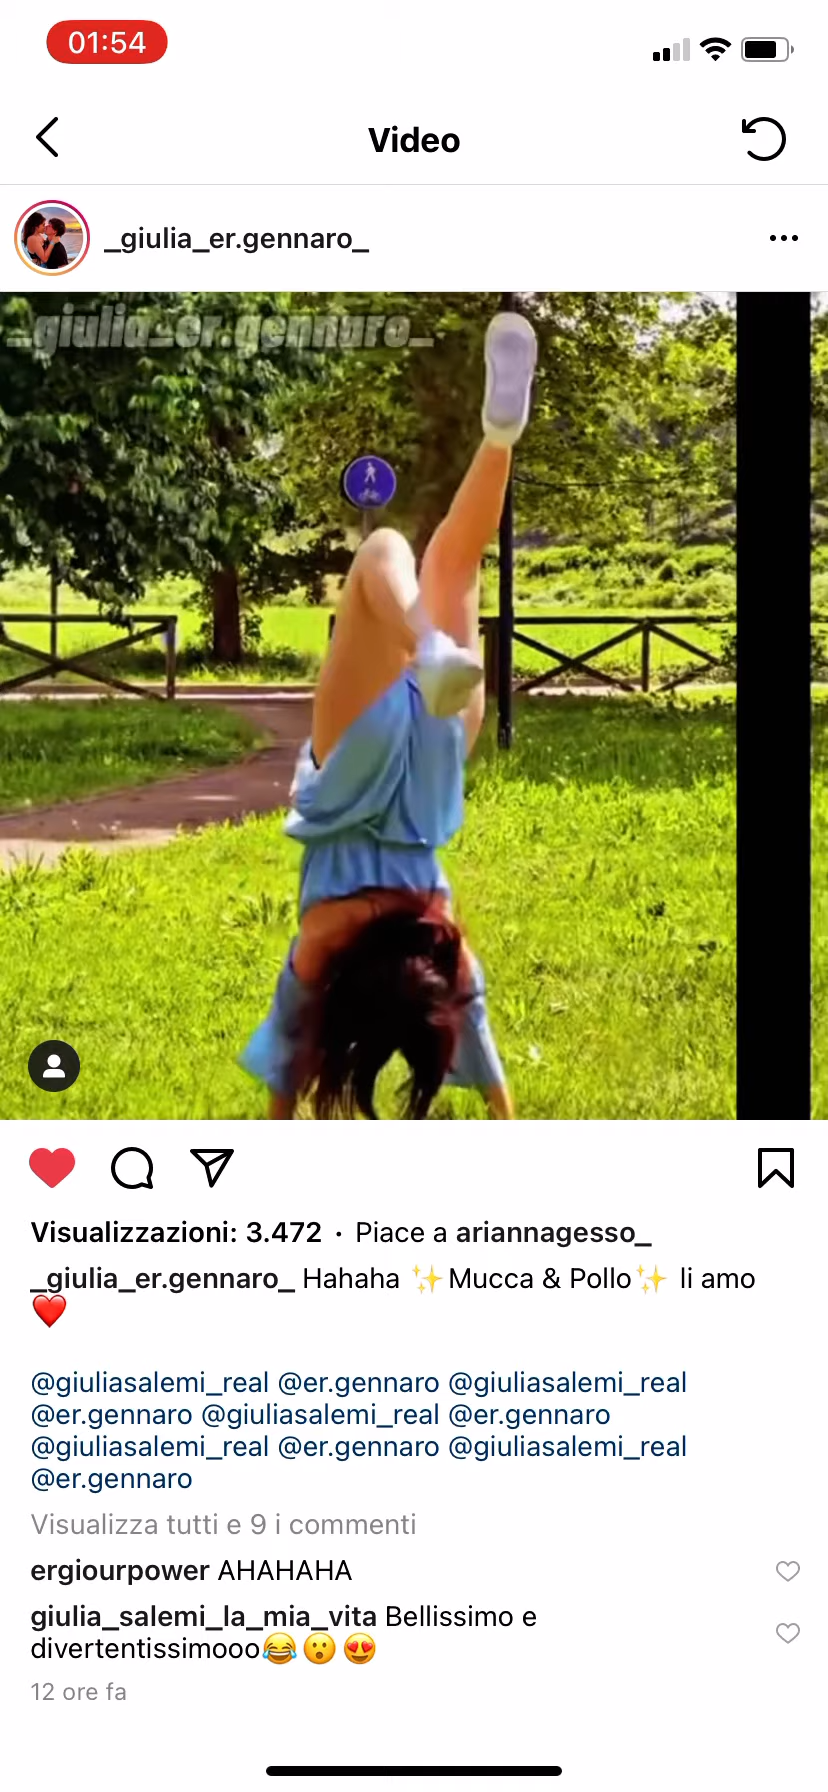 01:54
Video
_giulia_er.gennaro_
_giulia_er.gennaro_
Visualizzazioni: 3.472 · Piace a ariannagesso_
_giulia_er.gennaro_ Hahaha ✨Mucca & Pollo✨ li amo
❤️
@giuliasalemi_real @er.gennaro @giuliasalemi_real
@er.gennaro @giuliasalemi_real @er.gennaro
@giuliasalemi_real @er.gennaro @giuliasalemi_real
@er.gennaro
Visualizza tutti e 9 i commenti
ergiourpower AHAHAHA
giulia_salemi_la_mia_vita Bellissimo e
divertentissimooo😂😮😍
12 ore fa